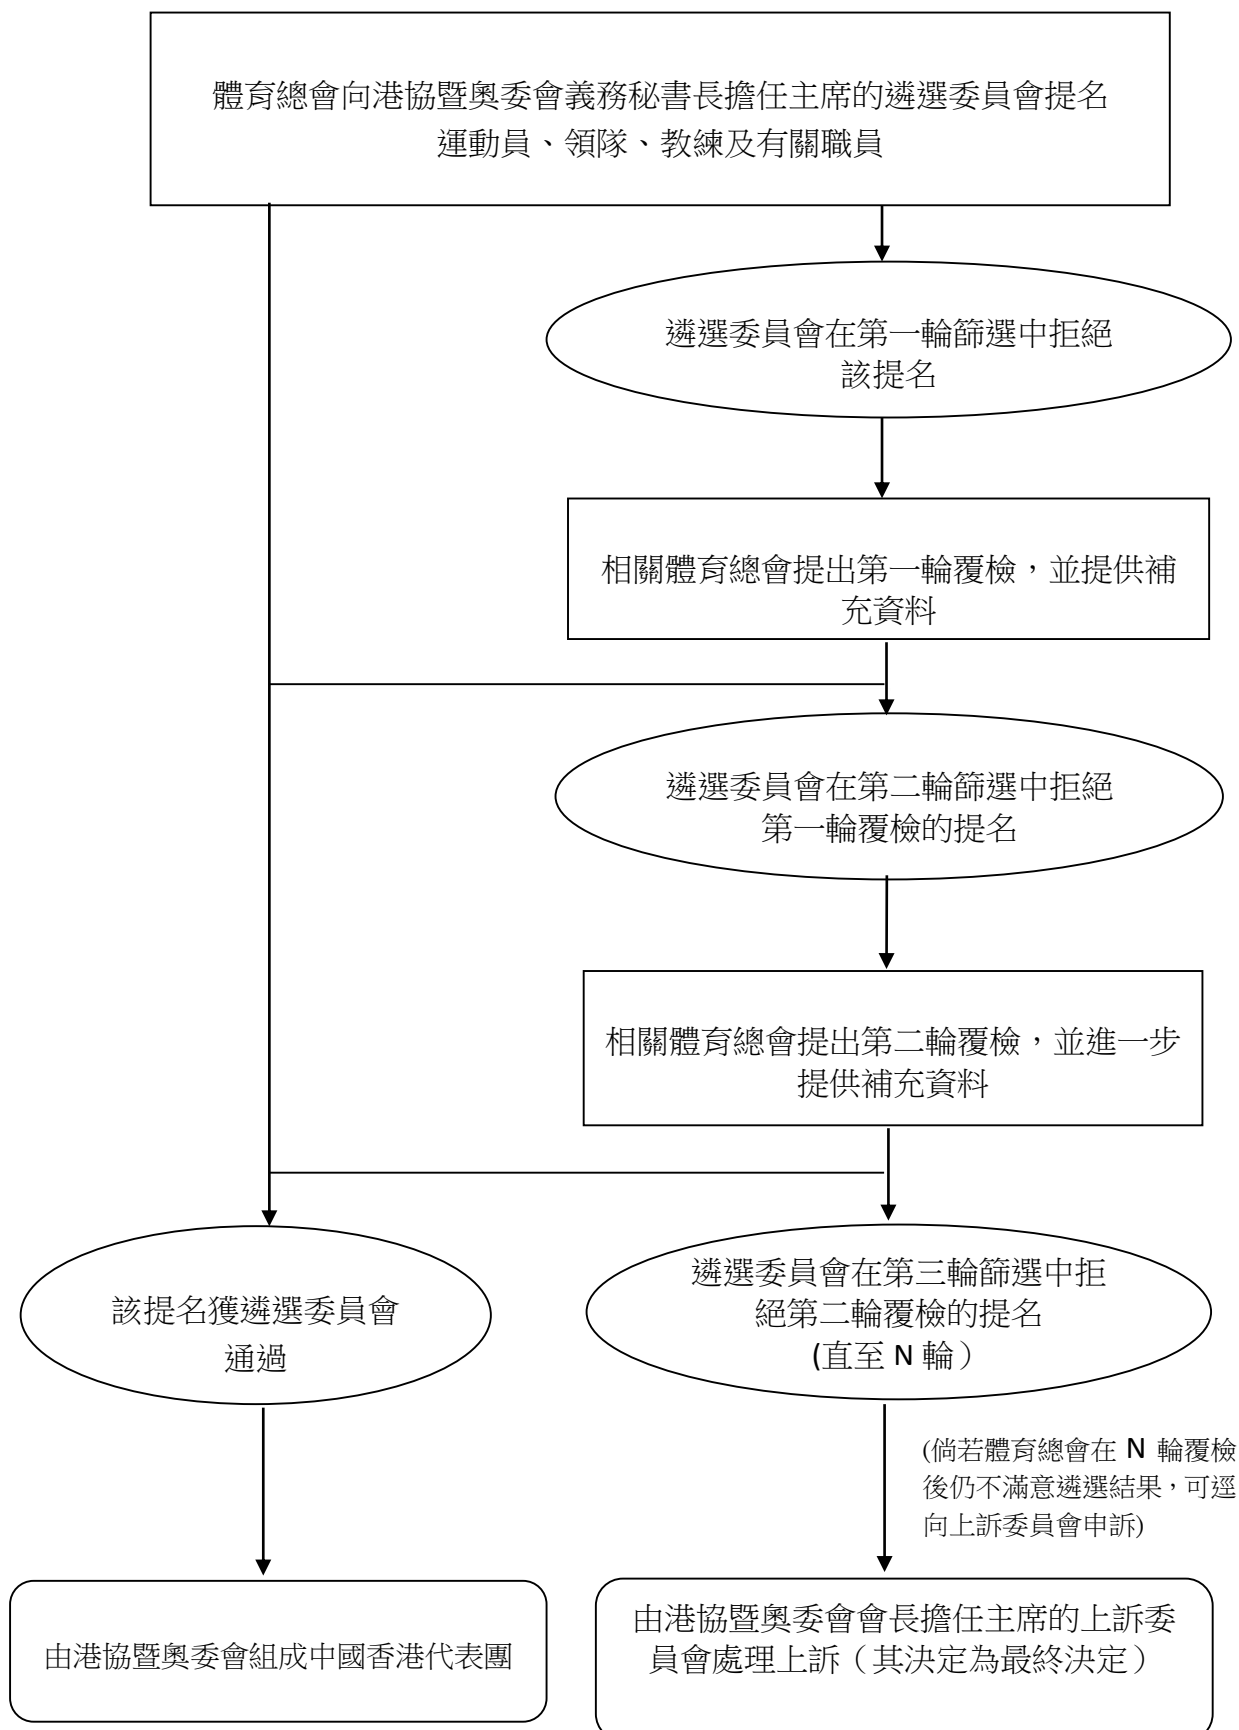 體育總會向港協暨奧委會義務秘書長擔任主席的遴選委員會提名
運動員、領隊、教練及有關職員
遴選委員會在第一輪篩選中拒絕
該提名
相關體育總會提出第一輪覆檢，並提供補
充資料
遴選委員會在第二輪篩選中拒絕
第一輪覆檢的提名
相關體育總會提出第二輪覆檢，並進一步
提供補充資料
該提名獲遴選委員會
通過
遴選委員會在第三輪篩選中拒
絕第二輪覆檢的提名
(直至 N 輪）
(倘若體育總會在 N 輪覆檢
後仍不滿意遴選結果，可逕
向上訴委員會申訴)
由港協暨奧委會組成中國香港代表團
由港協暨奧委會會長擔任主席的上訴委
員會處理上訴（其決定為最終決定）